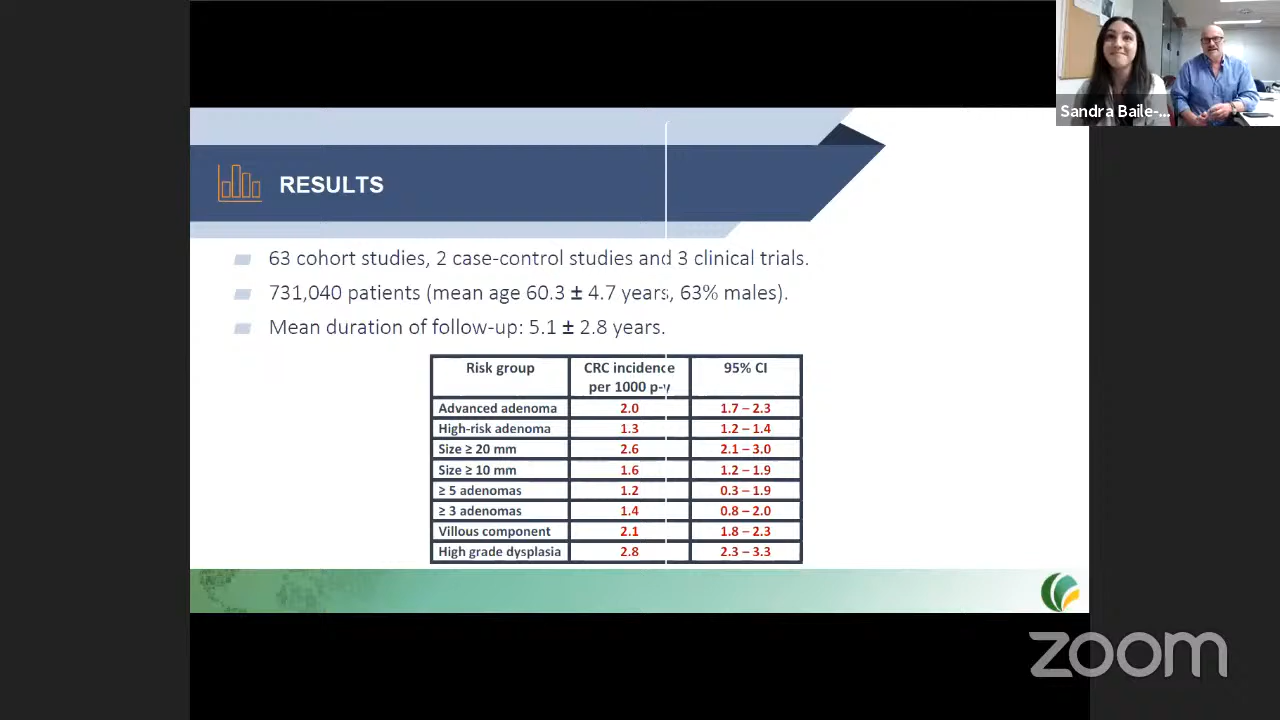 Sandra Baile-...
RESULTS
63 cohort studies, 2 case-control studies and 3 clinical trials.
731,040 patients (mean age 60.3 ± 4.7 years, 63% males).
Mean duration of follow-up: 5.1 ± 2.8 years.
Risk group CRC incidence 95% CI
per 1000 p-y
Advanced adenoma 2.0 1.7 – 2.3
High-risk adenoma 1.3 1.2 – 1.4
Size ≥ 20 mm 2.6 2.1 – 3.0
Size ≥ 10 mm 1.6 1.2 – 1.9
≥ 5 adenomas 1.2 0.3 – 1.9
≥ 3 adenomas 1.4 0.8 – 2.0
Villous component 2.1 1.8 – 2.3
High grade dysplasia 2.8 2.3 – 3.3
zoom